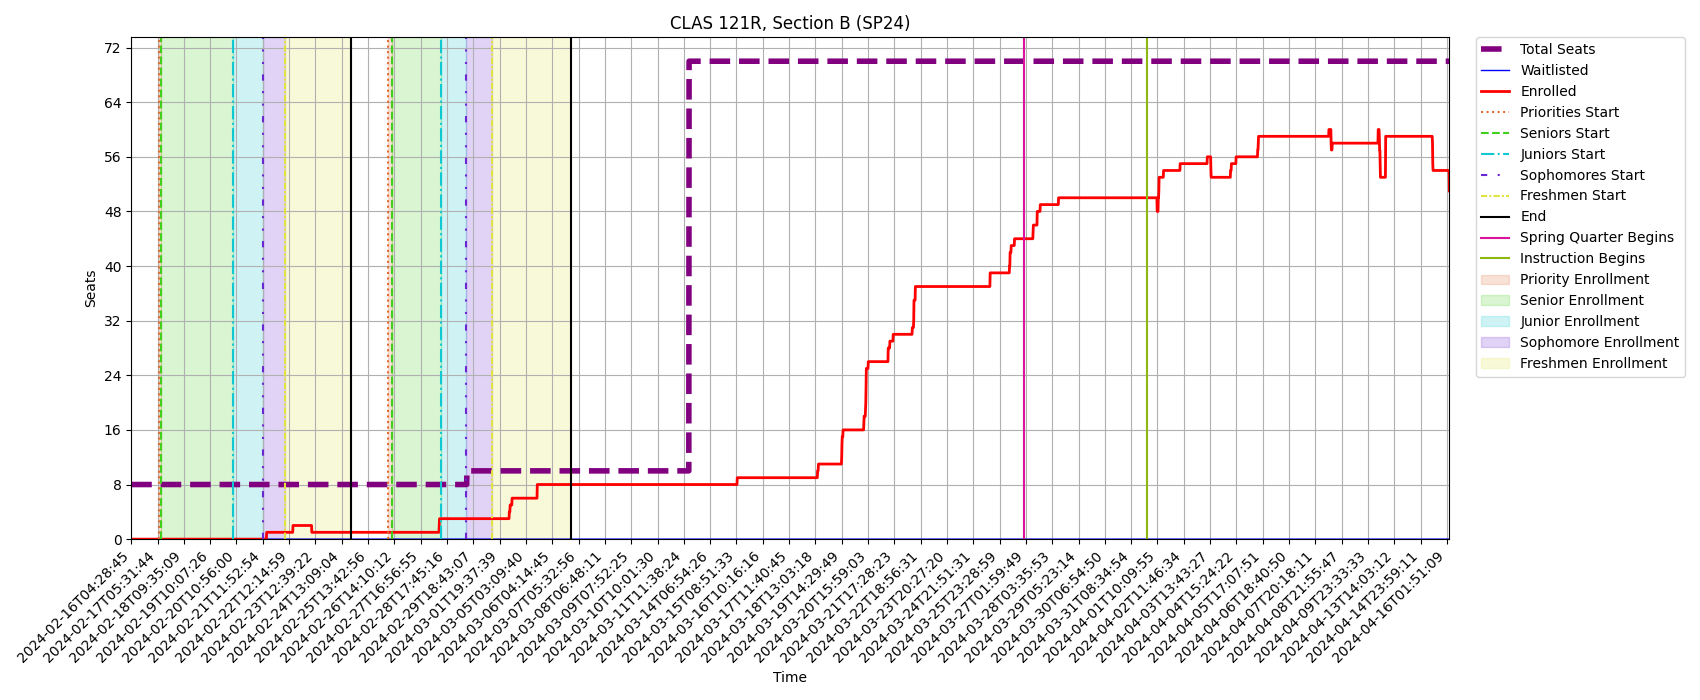 CLAS 121R, Section B (SP24)
Seats
72
64
56
48
40
32
24
16
8
0
2024-02-16T04:28:45
2024-02-17T05:31:44
2024-02-18T09:35:09
2024-02-19T10:07:26
2024-02-20T10:56:00
2024-02-21T11:52:54
2024-02-22T12:14:59
2024-02-23T12:39:22
2024-02-24T13:09:04
2024-02-25T13:42:56
2024-02-26T14:10:12
2024-02-27T16:56:55
2024-02-28T17:45:16
2024-02-29T18:43:07
2024-03-01T19:37:39
2024-03-05T03:09:40
2024-03-06T04:14:45
2024-03-07T05:32:56
2024-03-08T06:48:11
2024-03-09T07:52:25
2024-03-10T10:01:30
2024-03-11T11:38:24
2024-03-14T06:54:26
2024-03-15T08:51:33
2024-03-16T10:16:16
2024-03-17T11:40:45
2024-03-18T13:03:18
2024-03-19T14:29:49
2024-03-20T15:59:03
2024-03-21T17:28:23
2024-03-22T18:56:31
2024-03-23T20:27:20
2024-03-24T21:51:31
2024-03-25T23:28:59
2024-03-27T01:59:49
2024-03-28T03:35:53
2024-03-29T05:23:14
2024-03-30T06:54:50
2024-03-31T08:34:54
2024-04-01T10:09:55
2024-04-02T11:46:34
2024-04-03T13:43:27
2024-04-04T15:24:22
2024-04-05T17:07:51
2024-04-06T18:40:50
2024-04-07T20:18:11
2024-04-08T21:55:47
2024-04-09T23:33:33
2024-04-13T14:03:12
2024-04-14T23:59:11
2024-04-16T01:51:09
Time
Total Seats
Waitlisted
Enrolled
Priorities Start
Seniors Start
Juniors Start
Sophomores Start
Freshmen Start
End
Spring Quarter Begins
Instruction Begins
Priority Enrollment
Senior Enrollment
Junior Enrollment
Sophomore Enrollment
Freshmen Enrollment